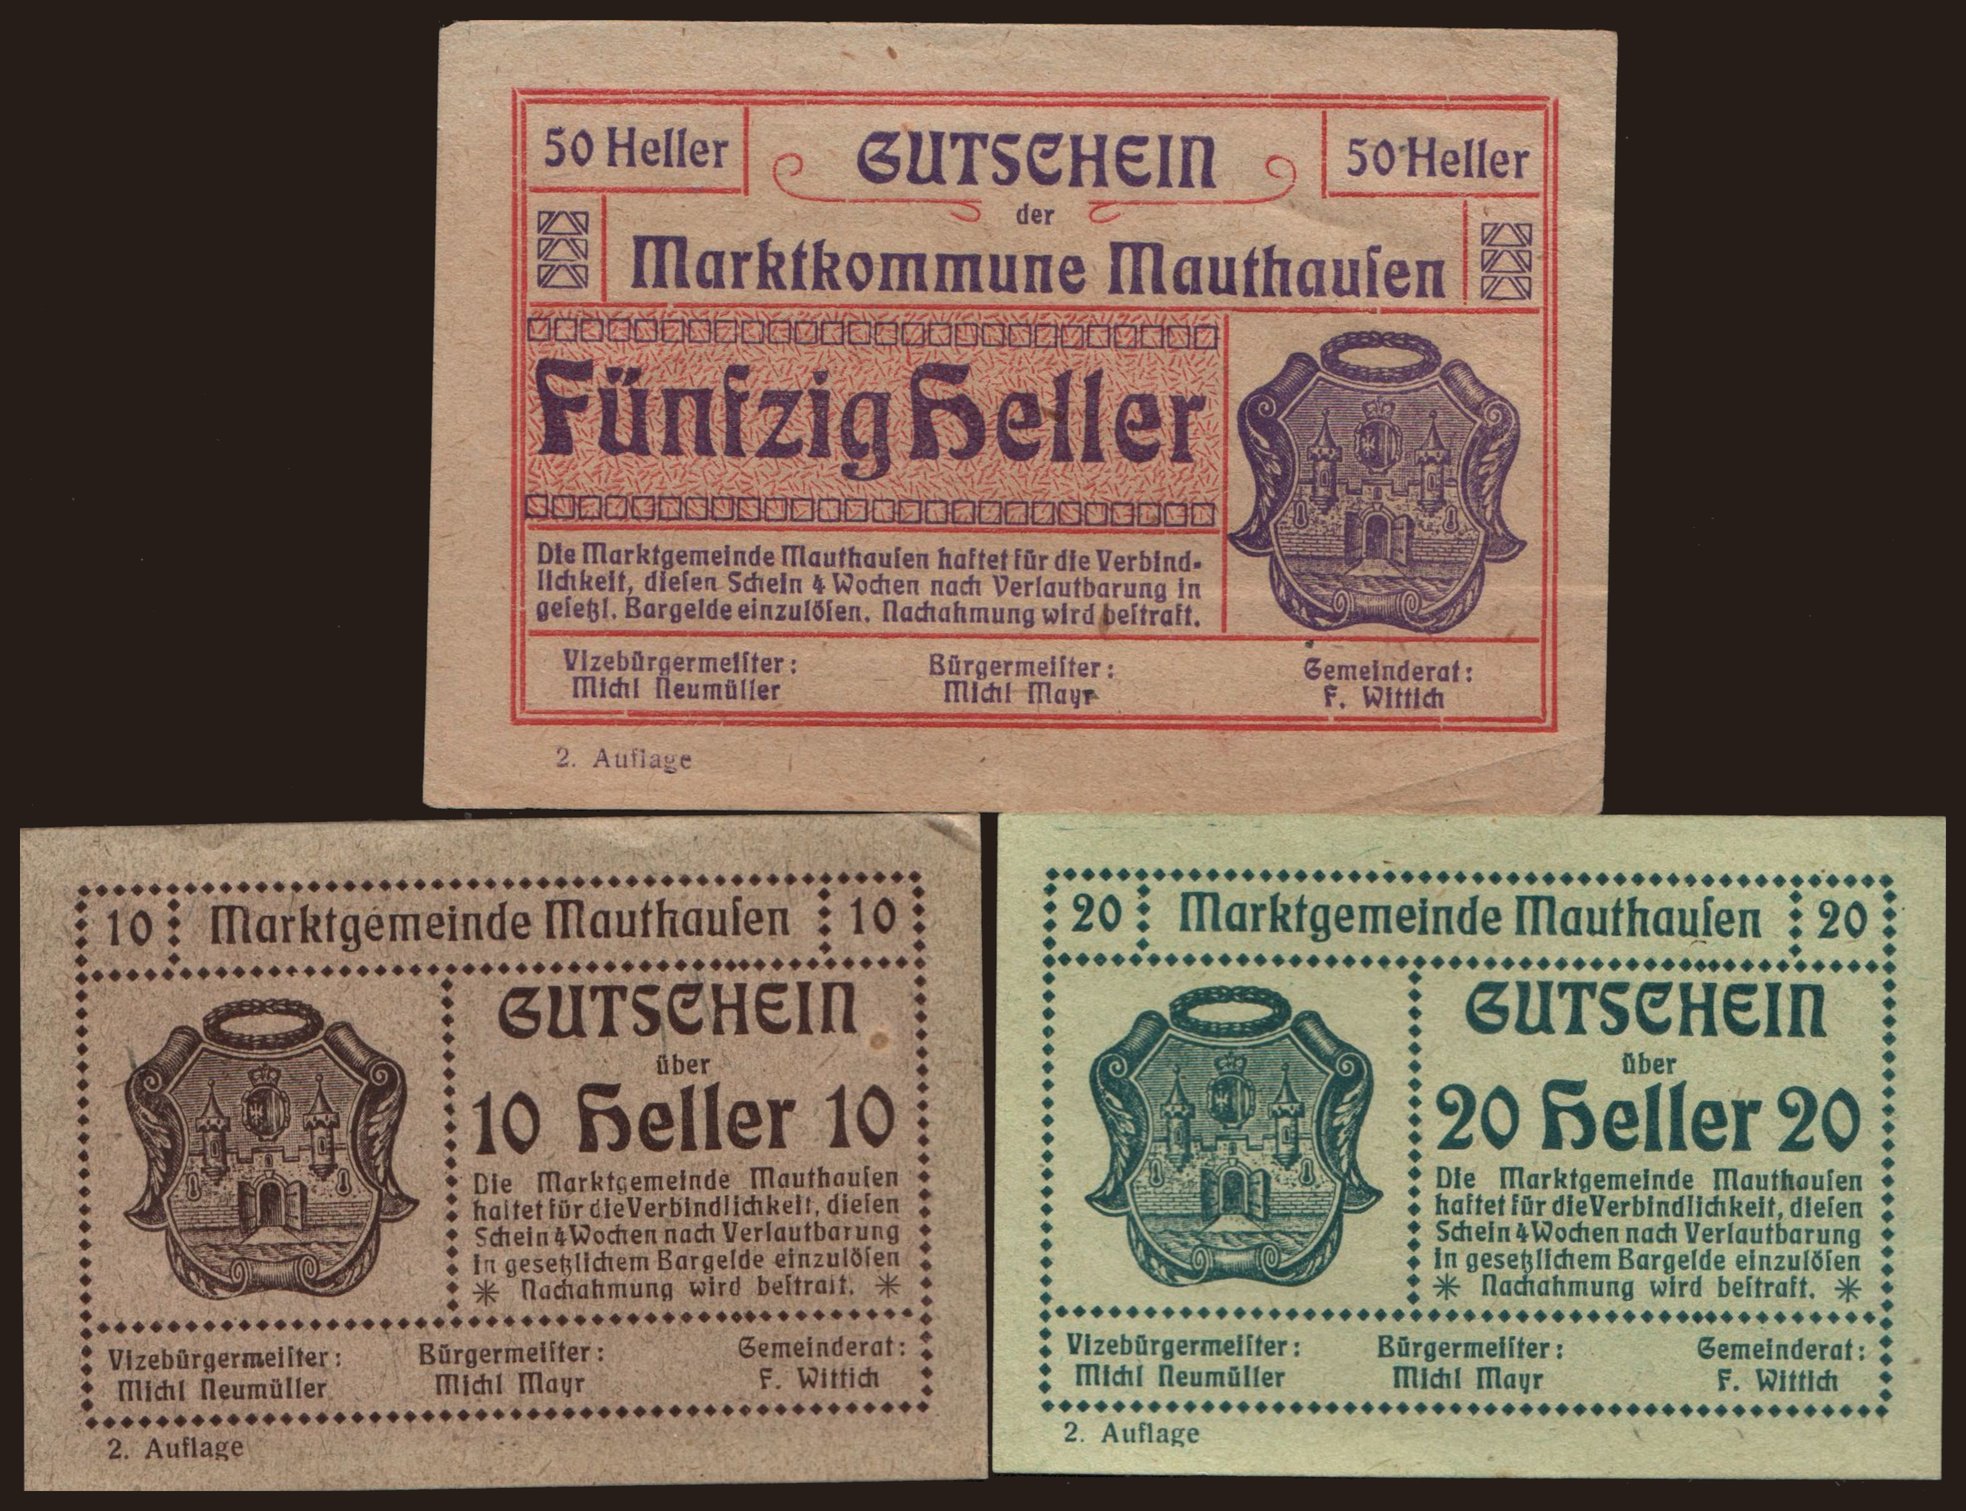 50 Heller GUTSCHEIN 50 Heller
der
Marktkommune Mauthauſen
Fünfzig Heller
Die Marktgemeinde Mauthauſen haftet für die Verbind-
lichkeit, dieſen Schein 4 Wochen nach Verlautbarung in
geſetzl. Bargelde einzulöſen. Nachahmung wird beſtraft.
Vizebürgermeiſter: Bürgermeiſter: Gemeinderat:
Michl Neumüller Michl Mayr F. Wittich
2. Auflage
10 Marktgemeinde Mauthauſen 10
GUTSCHEIN
über
10 Heller 10
Die Marktgemeinde Mauthauſen
haftet für die Verbindlichkeit, dieſen
Schein 4 Wochen nach Verlautbarung
in gesetzlichem Bargelde einzulöſen
* Nachahmung wird beſtraft. *
Vizebürgermeiſter: Bürgermeiſter: Gemeinderat:
Michl Neumüller Michl Mayr F. Wittich
2. Auflage
20 Marktgemeinde Mauthauſen 20
GUTSCHEIN
über
20 Heller 20
Die Marktgemeinde Mauthauſen
haftet für die Verbindlichkeit, dieſen
Schein 4 Wochen nach Verlautbarung
in gesetzlichem Bargelde einzulöſen
* Nachahmung wird beſtraft. *
Vizebürgermeiſter: Bürgermeiſter: Gemeinderat:
Michl Neumüller Michl Mayr F. Wittich
2. Auflage